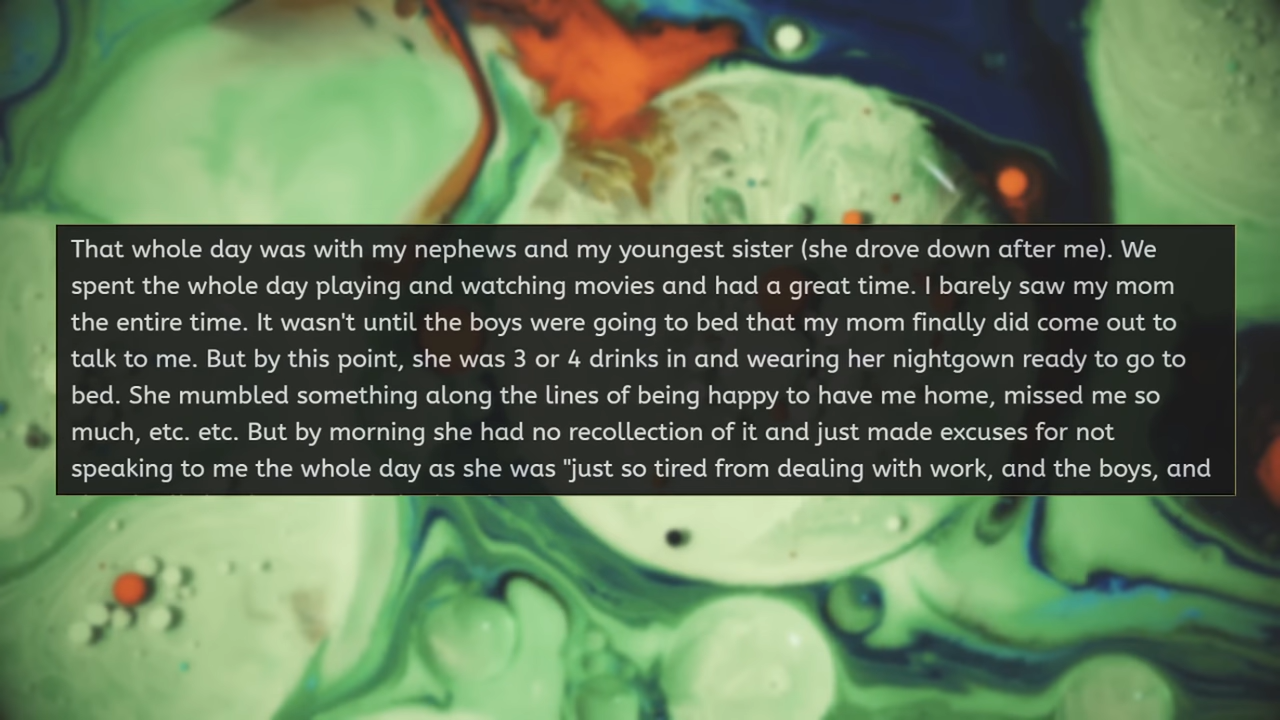 That whole day was with my nephews and my youngest sister (she drove down after me). We
spent the whole day playing and watching movies and had a great time. I barely saw my mom
the entire time. It wasn't until the boys were going to bed that my mom finally did come out to
talk to me. But by this point, she was 3 or 4 drinks in and wearing her nightgown ready to go to
bed. She mumbled something along the lines of being happy to have me home, missed me so
much, etc. etc. But by morning she had no recollection of it and just made excuses for not
speaking to me the whole day as she was "just so tired from dealing with work, and the boys, and